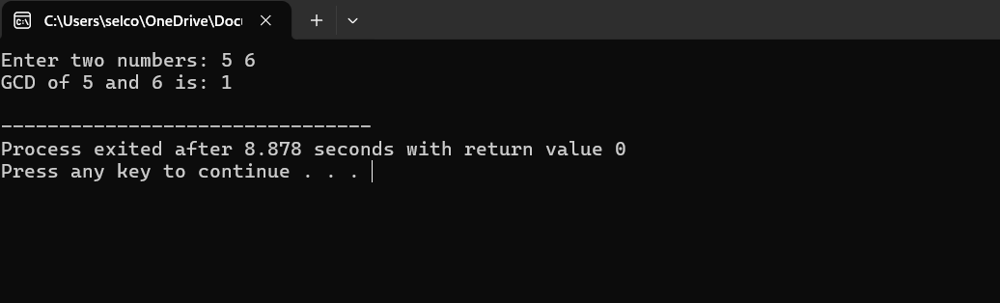 C:\Users\selco\OneDrive\Docu
Enter two numbers: 5 6
GCD of 5 and 6 is: 1
--------------------------------
Process exited after 8.878 seconds with return value 0
Press any key to continue . . .